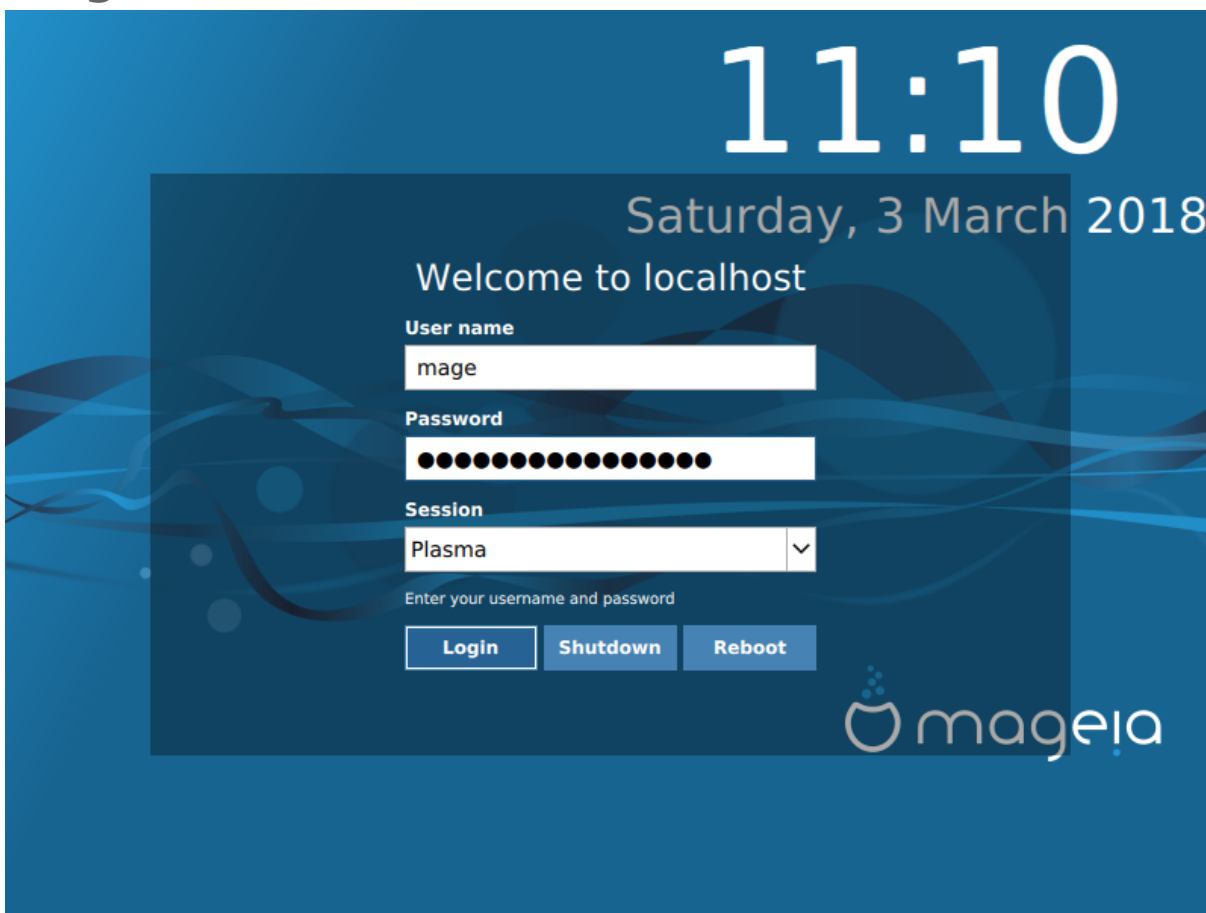 11:10
Saturday, 3 March 2018
Welcome to localhost
User name
mage
Password
●●●●●●●●●●●●●●●●
Session
Plasma
Enter your username and password
Login Shutdown Reboot
mageia